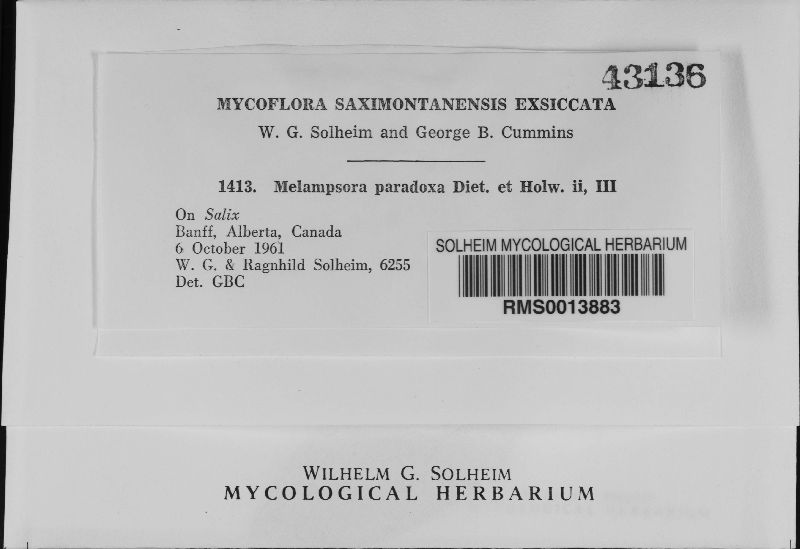 43136
MYCOFLORA SAXIMONTANENSIS EXSICCATA
W. G. Solheim and George B. Cummins
1413. Melampsora paradoxa Diet. et Holw. ii, III
On Salix
Banff, Alberta, Canada
6 October 1961
W. G. & Ragnhild Solheim, 6255
Det. GBC
SOLHEIM MYCOLOGICAL HERBARIUM
RMS0013883
WILHELM G. SOLHEIM
MYCOLOGICAL HERBARIUM